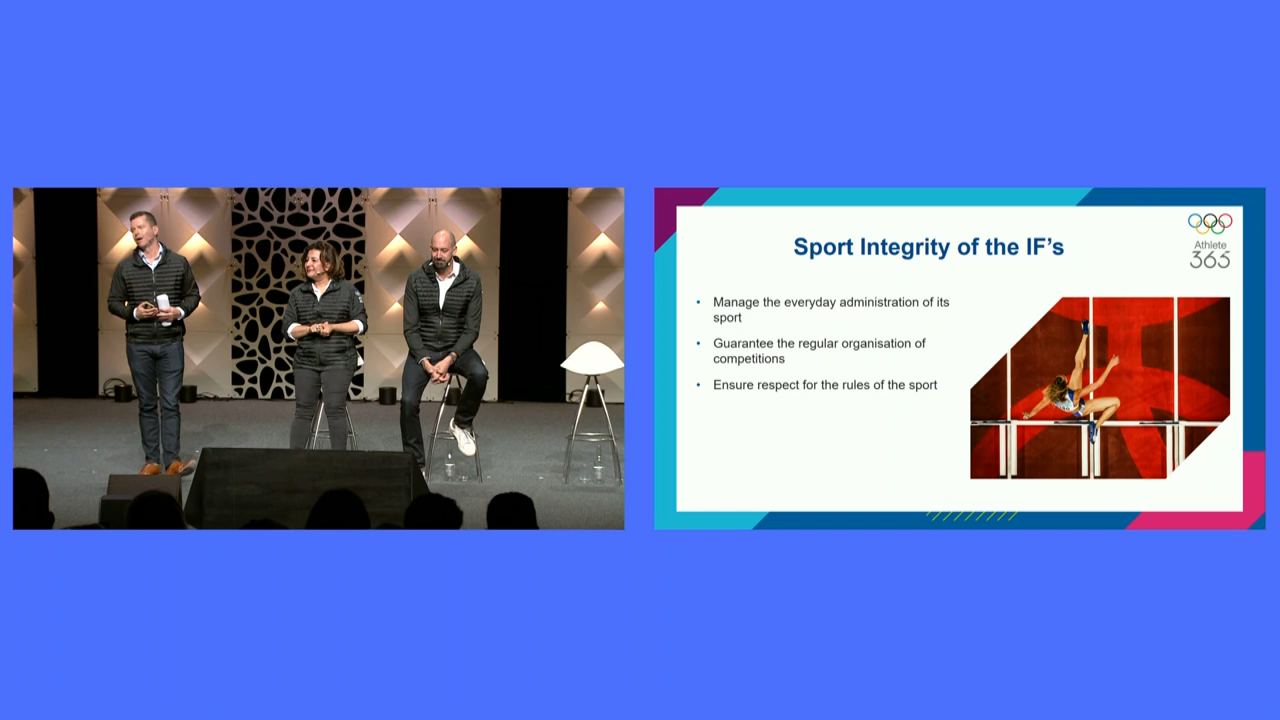 Sport Integrity of the IF's
Athlete
365
• Manage the everyday administration of its
sport
• Guarantee the regular organisation of
competitions
• Ensure respect for the rules of the sport